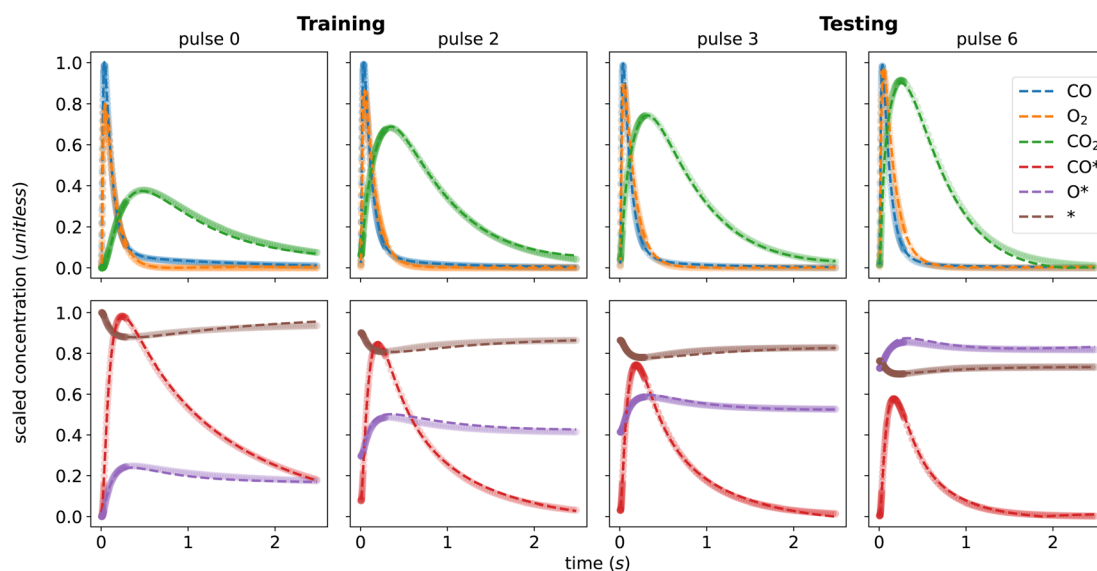 Training Testing
pulse 0 pulse 2 pulse 3 pulse 6
scaled concentration (unitless)
1.0
0.8
0.6
0.4
0.2
0.0
CO
O₂
CO₂
CO*
O*
*
1.0
0.8
0.6
0.4
0.2
0.0
0 1 2 0 1 2 0 1 2 0 1 2
time (s)